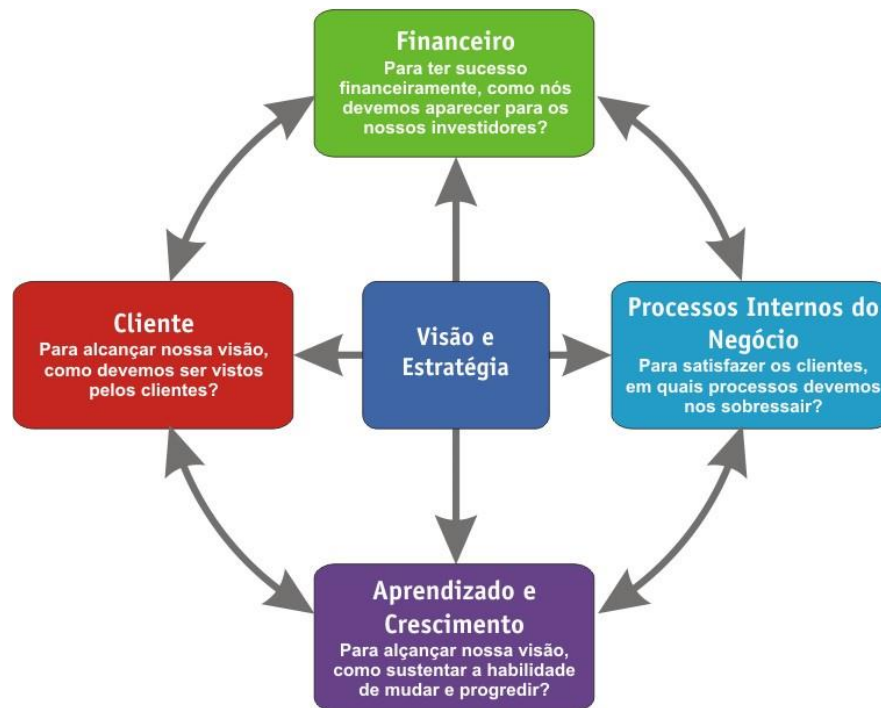 Financeiro
Para ter sucesso
financeiramente, como nós
devemos aparecer para os
nossos investidores?
Cliente
Para alcançar nossa visão,
como devemos ser vistos
pelos clientes?
Visão e
Estratégia
Processos Internos do
Negócio
Para satisfazer os clientes,
em quais processos devemos
nos sobressair?
Aprendizado e
Crescimento
Para alçançar nossa visão,
como sustentar a habilidade
de mudar e progredir?